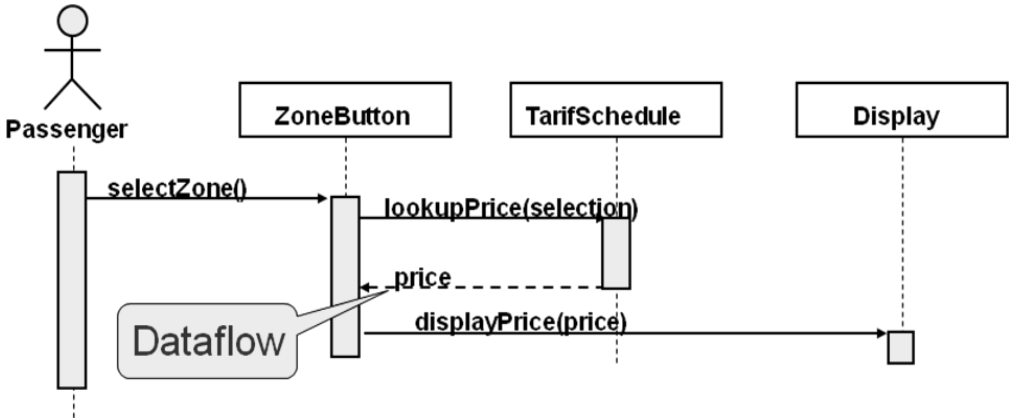 Passenger
ZoneButton
TarifSchedule
Display
selectZone()
lookupPrice(selection)
price
Dataflow
displayPrice(price)